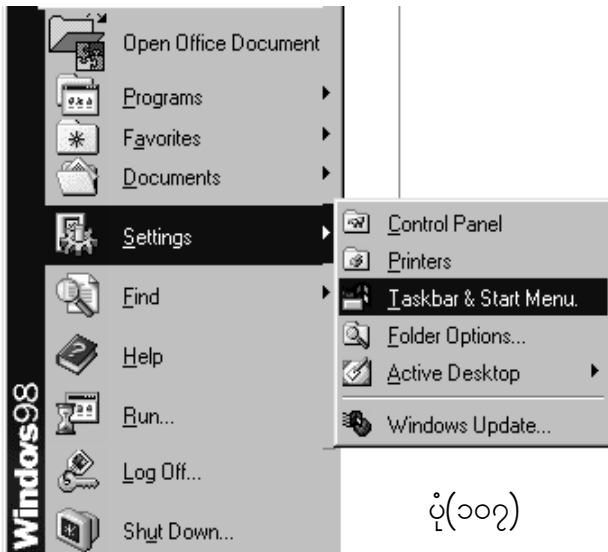 Open Office Document
Programs
Favorites
Documents
Settings
Find
Help
Run...
Log Off...
Shut Down...
Windows98
Control Panel
Printers
Taskbar & Start Menu.
Folder Options...
Active Desktop
Windows Update...
ပုံ(၁၀၇)